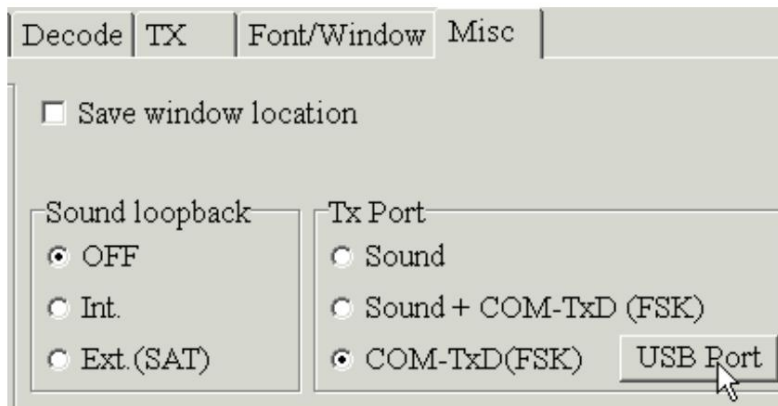 Decode TX Font/Window Misc
Save window location
Sound loopback
OFF
Int.
Ext.(SAT)
Tx Port
Sound
Sound + COM-TxD (FSK)
COM-TxD(FSK) USB Port